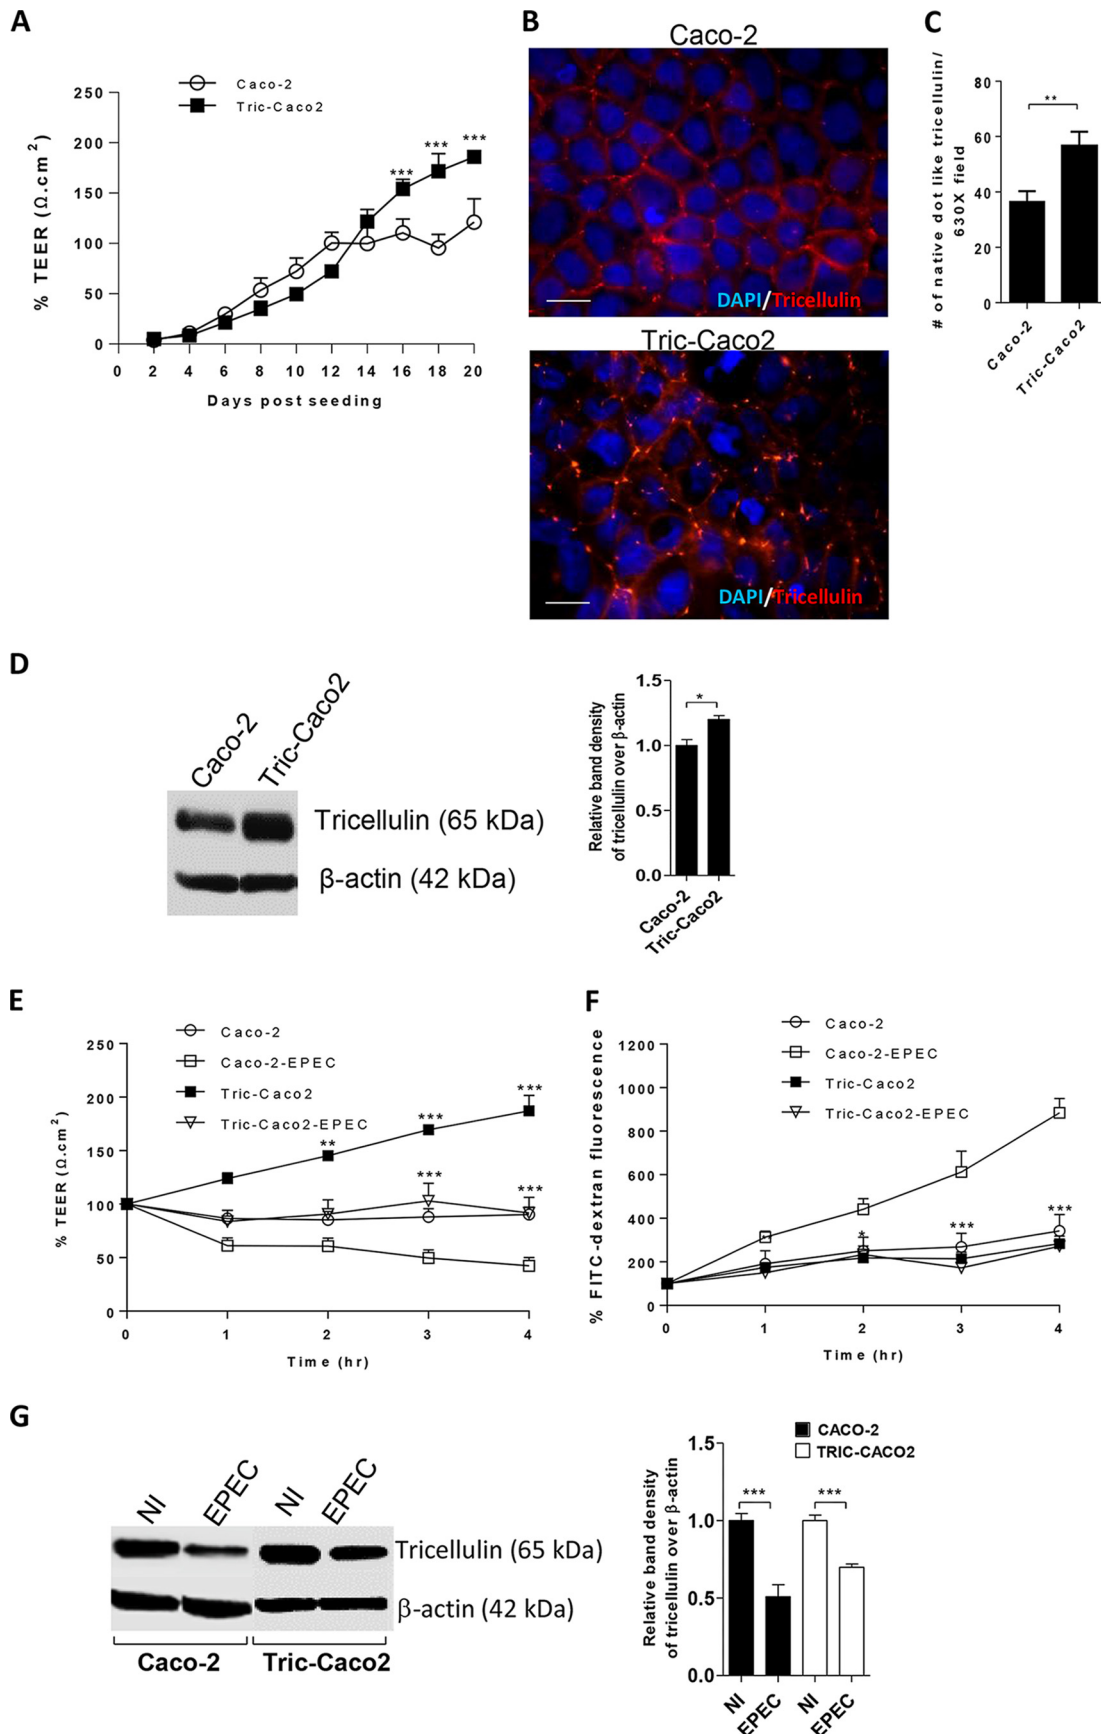 A
Caco-2
Tric-Caco2
% TEER (Ω.cm²)
250
200
150
100
50
0
*** *** ***
0 2 4 6 8 10 12 14 16 18 20
Days post seeding
B
Caco-2
DAPI/Tricellulin
Tric-Caco2
DAPI/Tricellulin
C
# of native dot like tricellulin/
630X field
80
60
40
20
0
**
Caco-2
Tric-Caco2
D
Caco-2
Tric-Caco2
Tricellulin (65 kDa)
β-actin (42 kDa)
Relative band density
of tricellulin over β-actin
1.5
1.0
0.5
0.0
*
Caco-2
Tric-Caco2
E
Caco-2
Caco-2-EPEC
Tric-Caco2
Tric-Caco2-EPEC
% TEER (Ω.cm²)
250
200
150
100
50
0
** *** ***
*** ***
0 1 2 3 4
Time (hr)
F
Caco-2
Caco-2-EPEC
Tric-Caco2
Tric-Caco2-EPEC
% FITC-dextran fluorescence
1200
1000
800
600
400
200
0
* *** ***
0 1 2 3 4
Time (hr)
G
NI
EPEC
NI
EPEC
Tricellulin (65 kDa)
β-actin (42 kDa)
Caco-2
Tric-Caco2
CACO-2
TRIC-CACO2
Relative band density
of tricellulin over β-actin
1.5
1.0
0.5
0.0
*** ***
NI
EPEC
NI
EPEC